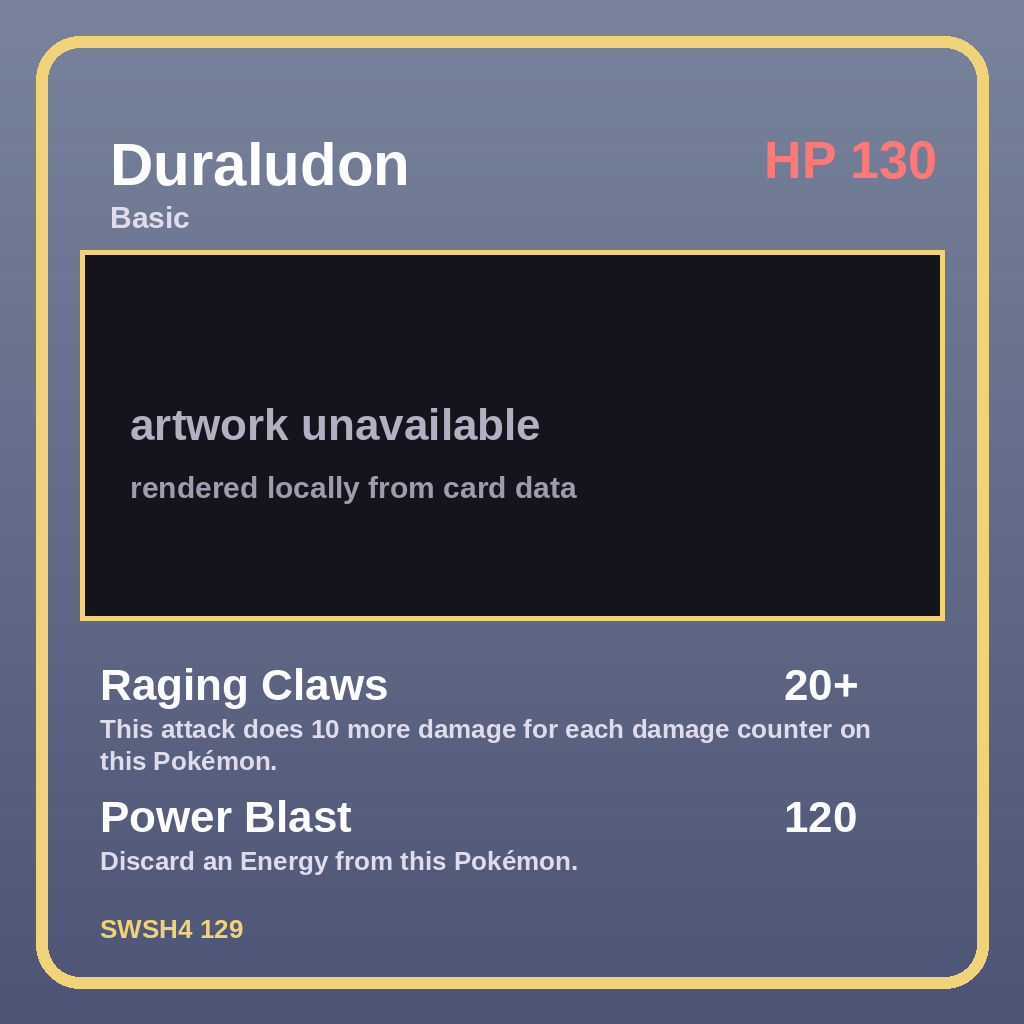 Duraludon
HP 130
Basic
artwork unavailable
rendered locally from card data
Raging Claws 20+
This attack does 10 more damage for each damage counter on
this Pokémon.
Power Blast 120
Discard an Energy from this Pokémon.
SWSH4 129